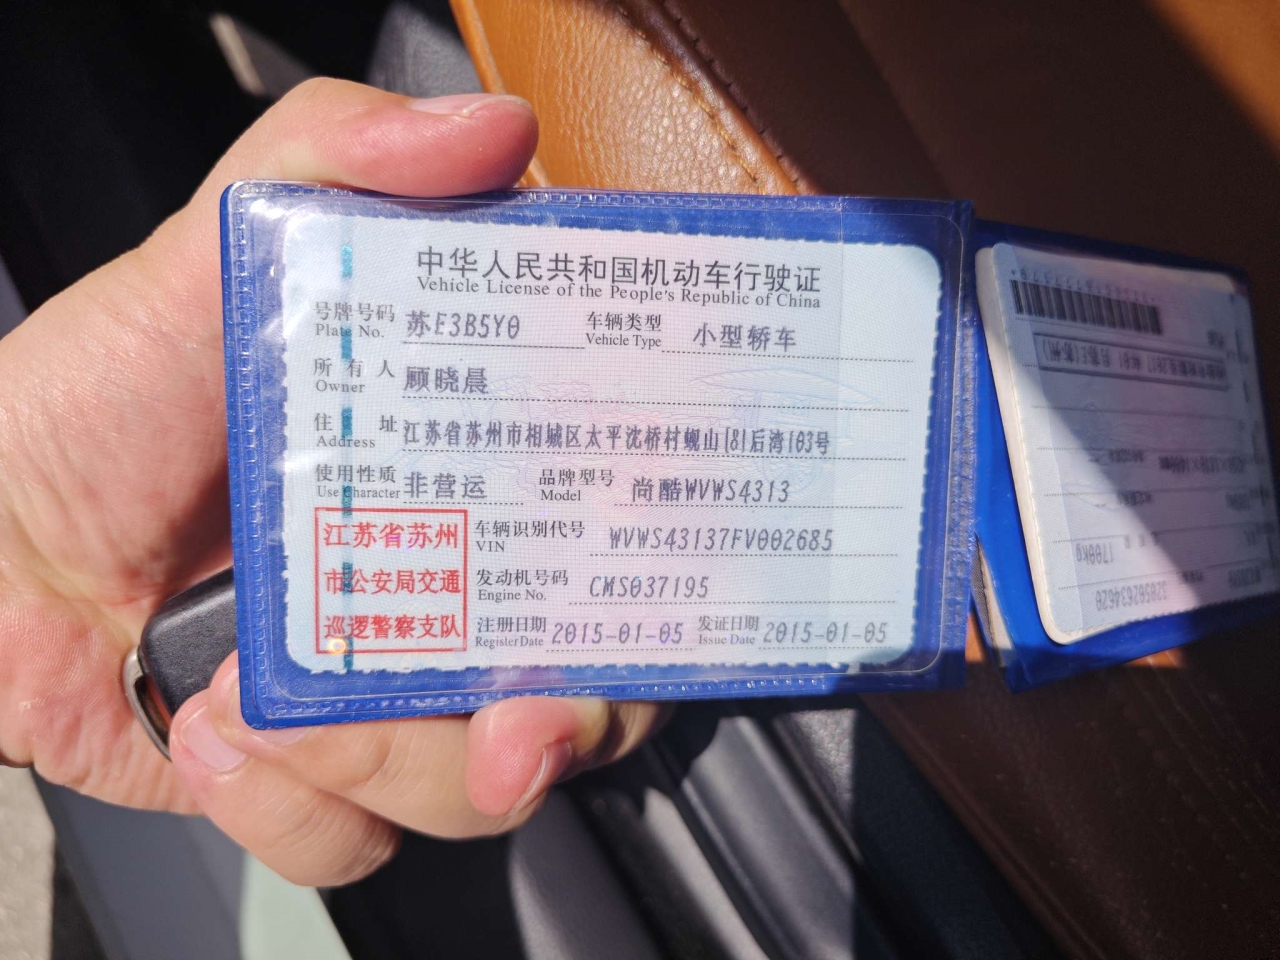 中华人民共和国机动车行驶证
Vehicle License of the People's Republic of China
号牌号码 苏E3B5Y0 车辆类型 小型轿车
Plate No. Vehicle Type
所有人 顾晓晨
Owner
住址 江苏省苏州市相城区太平沈桥村蚬山(8)后湾103号
Address
使用性质 非营运 品牌型号 尚酷WVWS4313
Use Character Model
江苏省苏州
市公安局交通
巡逻警察支队
车辆识别代号 WVWS43137FV002685
VIN
发动机号码 CMS037195
Engine No.
注册日期 2015-01-05 发证日期 2015-01-05
Register Date Issue Date
1700kg
320502634620